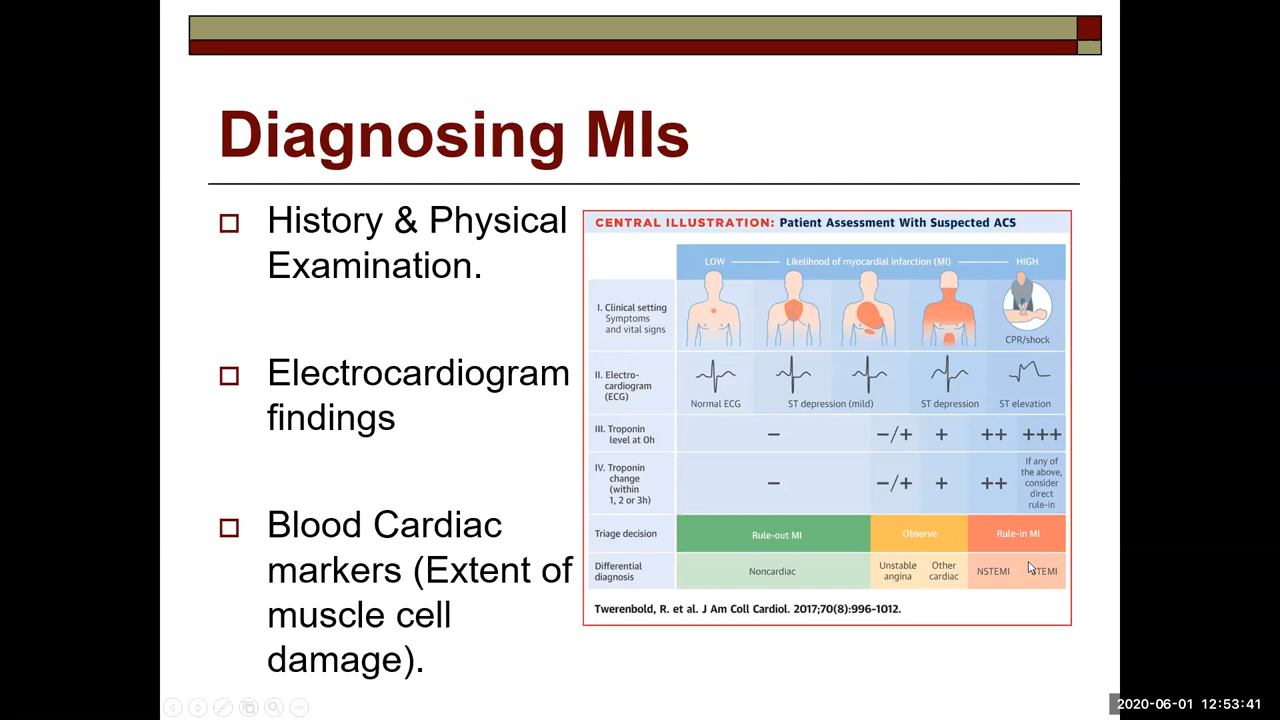 Diagnosing MIs
History & Physical
Examination.
Electrocardiogram
findings
Blood Cardiac
markers (Extent of
muscle cell
damage).
CENTRAL ILLUSTRATION: Patient Assessment With Suspected ACS
LOW Likelihood of myocardial infarction (MI) HIGH
I. Clinical setting
Symptoms
and vital signs
CPR/shock
II. Electro-
cardiogram
(ECG)
Normal ECG ST depression (mild) ST depression ST elevation
III. Troponin
level at 0h
− −/+ + ++ +++
IV. Troponin
change
(within
1, 2 or 3h)
− −/+ + ++
If any of
the above,
consider
direct
rule-in
Triage decision Rule-out MI Observe Rule-in MI
Differential
diagnosis
Noncardiac
Unstable
angina
Other
cardiac
NSTEMI
Twerenbold, R. et al. J Am Coll Cardiol. 2017;70(8):996-1012.
2020-06-01 12:53:41